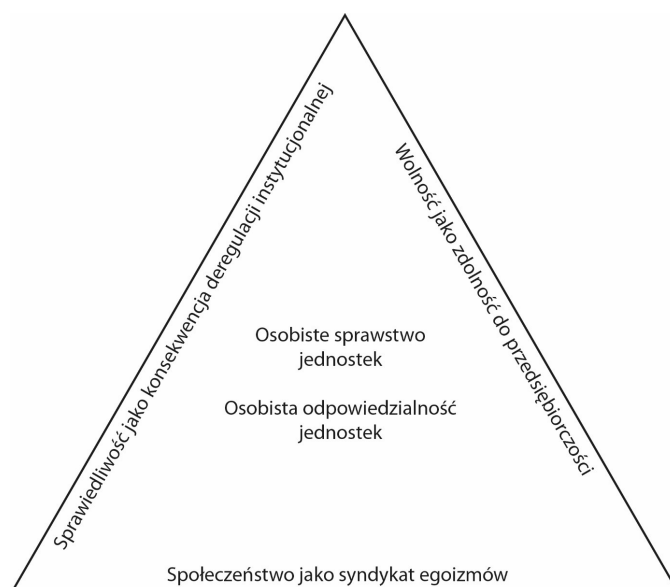 Sprawiedliwość jako konsekwencja deregulacji instytucjonalnej
Wolność jako zdolność do przedsiębiorczości
Osobiste sprawstwo
jednostek
Osobista odpowiedzialność
jednostek
Społeczeństwo jako syndykat egoizmów